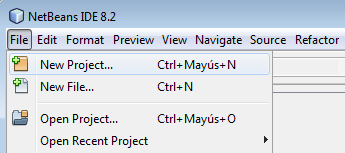 NetBeans IDE 8.2
File Edit Format Preview View Navigate Source Refactor
New Project... Ctrl+Mayús+N
New File... Ctrl+N
Open Project... Ctrl+Mayús+O
Open Recent Project